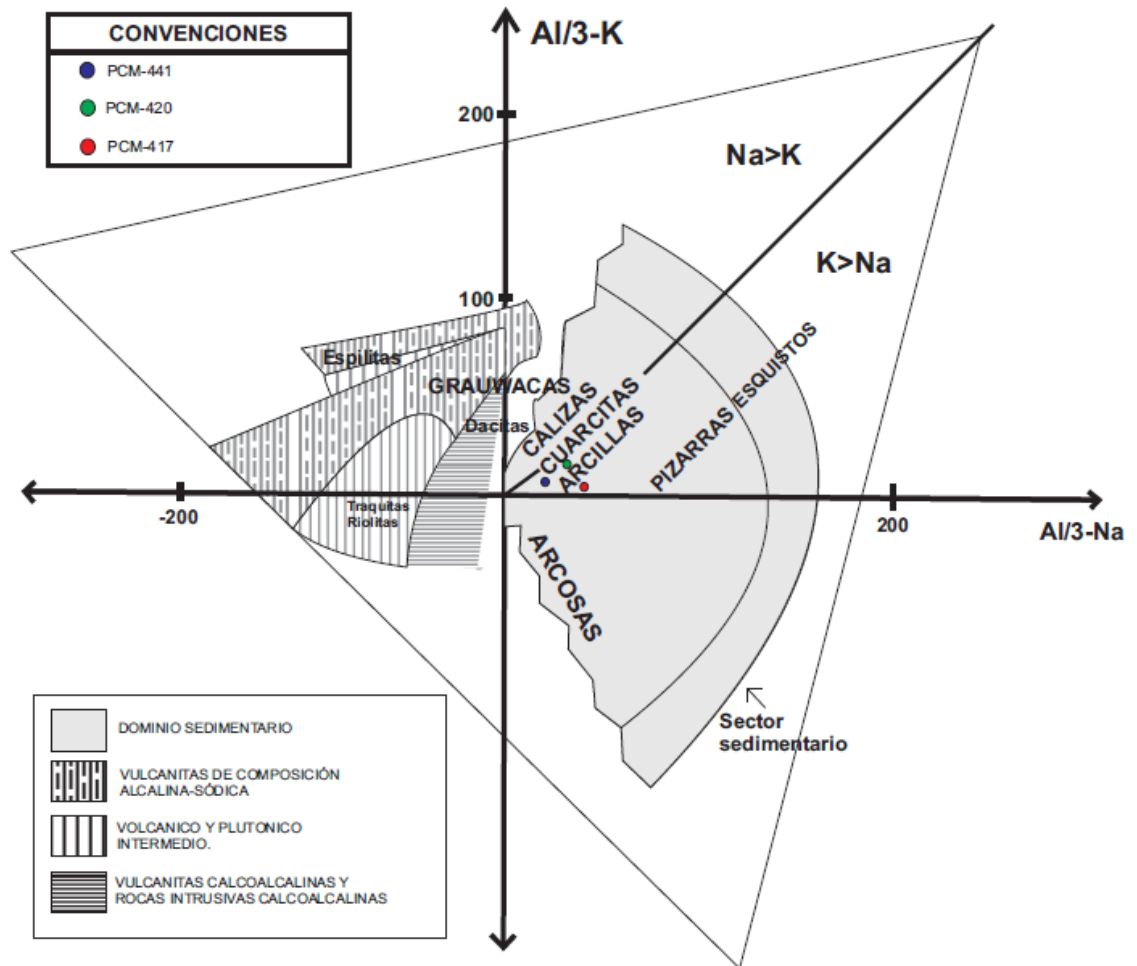 CONVENCIONES
PCM-441
PCM-420
PCM-417
Al/3-K
200
Na>K
K>Na
100
Espilitas
GRAUWACAS
Dacitas
CALIZAS
CUARCITAS
ARCILLAS
PIZARRAS
ESQUISTOS
Traquitas
Riolitas
-200
200
Al/3-Na
ARCOSAS
Sector
sedimentario
DOMINIO SEDIMENTARIO
VULCANITAS DE COMPOSICIÓN
ALCALINA-SÓDICA
VOLCANICO Y PLUTONICO
INTERMEDIO.
VULCANITAS CALCOALCALINAS Y
ROCAS INTRUSIVAS CALCOALCALINAS